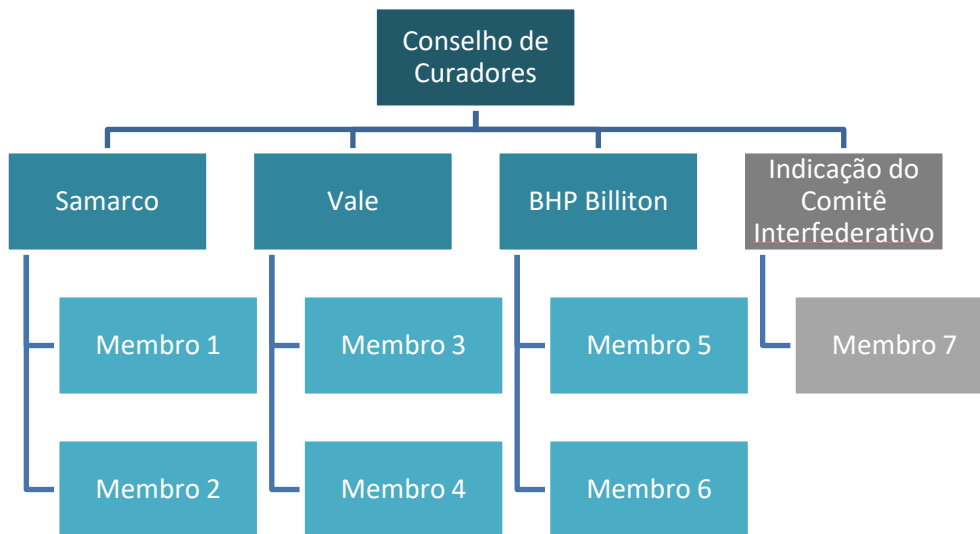 Conselho de
Curadores
Samarco
Vale
BHP Billiton
Indicação do
Comitê
Interfederativo
Membro 1
Membro 3
Membro 5
Membro 7
Membro 2
Membro 4
Membro 6